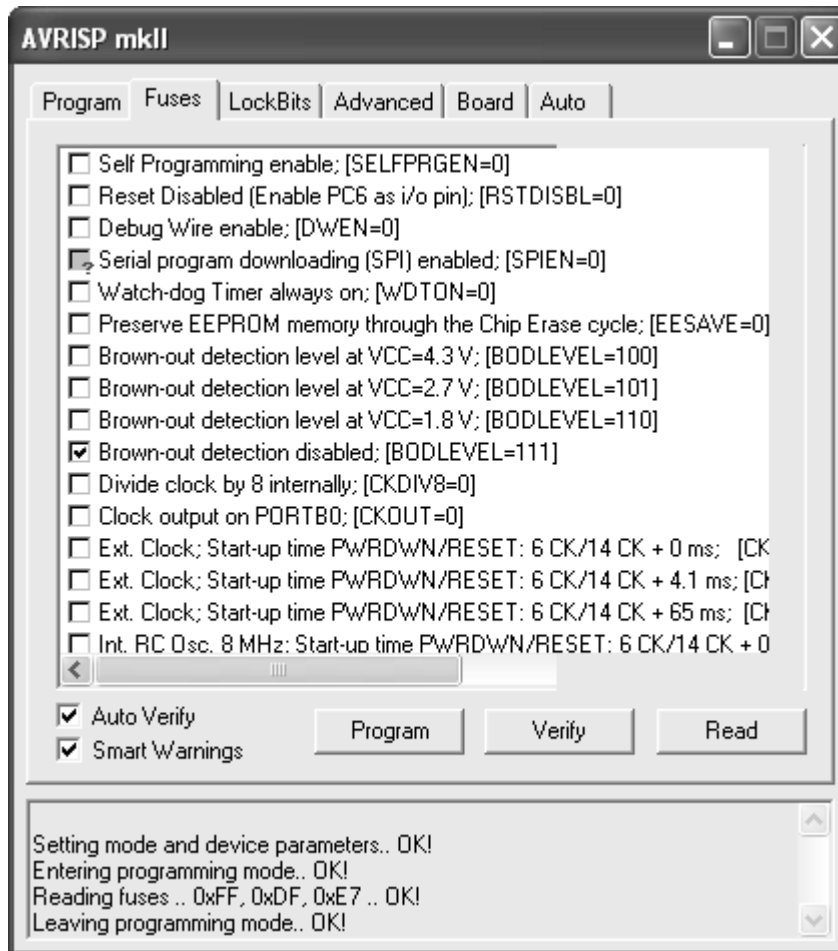 AVRISP mkII
Program Fuses LockBits Advanced Board Auto
Self Programming enable; [SELFPRGEN=0]
Reset Disabled (Enable PC6 as i/o pin); [RSTDISBL=0]
Debug Wire enable; [DWEN=0]
Serial program downloading (SPI) enabled; [SPIEN=0]
Watch-dog Timer always on; [WDTON=0]
Preserve EEPROM memory through the Chip Erase cycle; [EESAVE=0]
Brown-out detection level at VCC=4.3 V; [BODLEVEL=100]
Brown-out detection level at VCC=2.7 V; [BODLEVEL=101]
Brown-out detection level at VCC=1.8 V; [BODLEVEL=110]
Brown-out detection disabled; [BODLEVEL=111]
Divide clock by 8 internally; [CKDIV8=0]
Clock output on PORTB0; [CKOUT=0]
Ext. Clock; Start-up time PWRDWN/RESET: 6 CK/14 CK + 0 ms; [CK
Ext. Clock; Start-up time PWRDWN/RESET: 6 CK/14 CK + 4.1 ms; [CK
Ext. Clock; Start-up time PWRDWN/RESET: 6 CK/14 CK + 65 ms; [CK
Int. RC Osc. 8 MHz; Start-up time PWRDWN/RESET: 6 CK/14 CK + 0
Auto Verify
Smart Warnings
Program Verify Read
Setting mode and device parameters.. OK!
Entering programming mode.. OK!
Reading fuses .. 0xFF, 0xDF, 0xE7 .. OK!
Leaving programming mode.. OK!